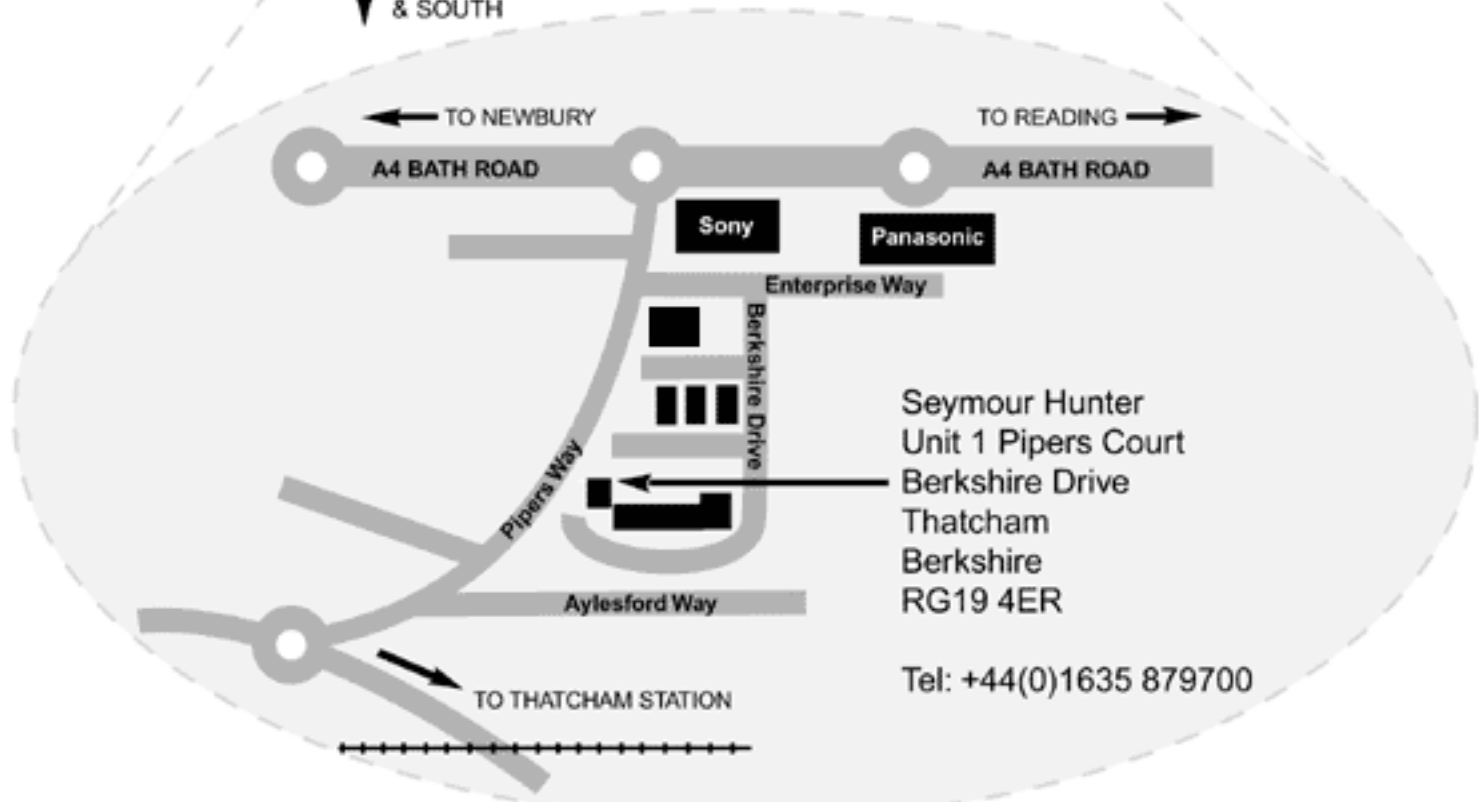 & SOUTH
TO NEWBURY
TO READING
A4 BATH ROAD
A4 BATH ROAD
Sony
Panasonic
Enterprise Way
Berkshire Drive
Pipers Way
Seymour Hunter
Unit 1 Pipers Court
Berkshire Drive
Thatcham
Berkshire
RG19 4ER
Aylesford Way
Tel: +44(0)1635 879700
TO THATCHAM STATION